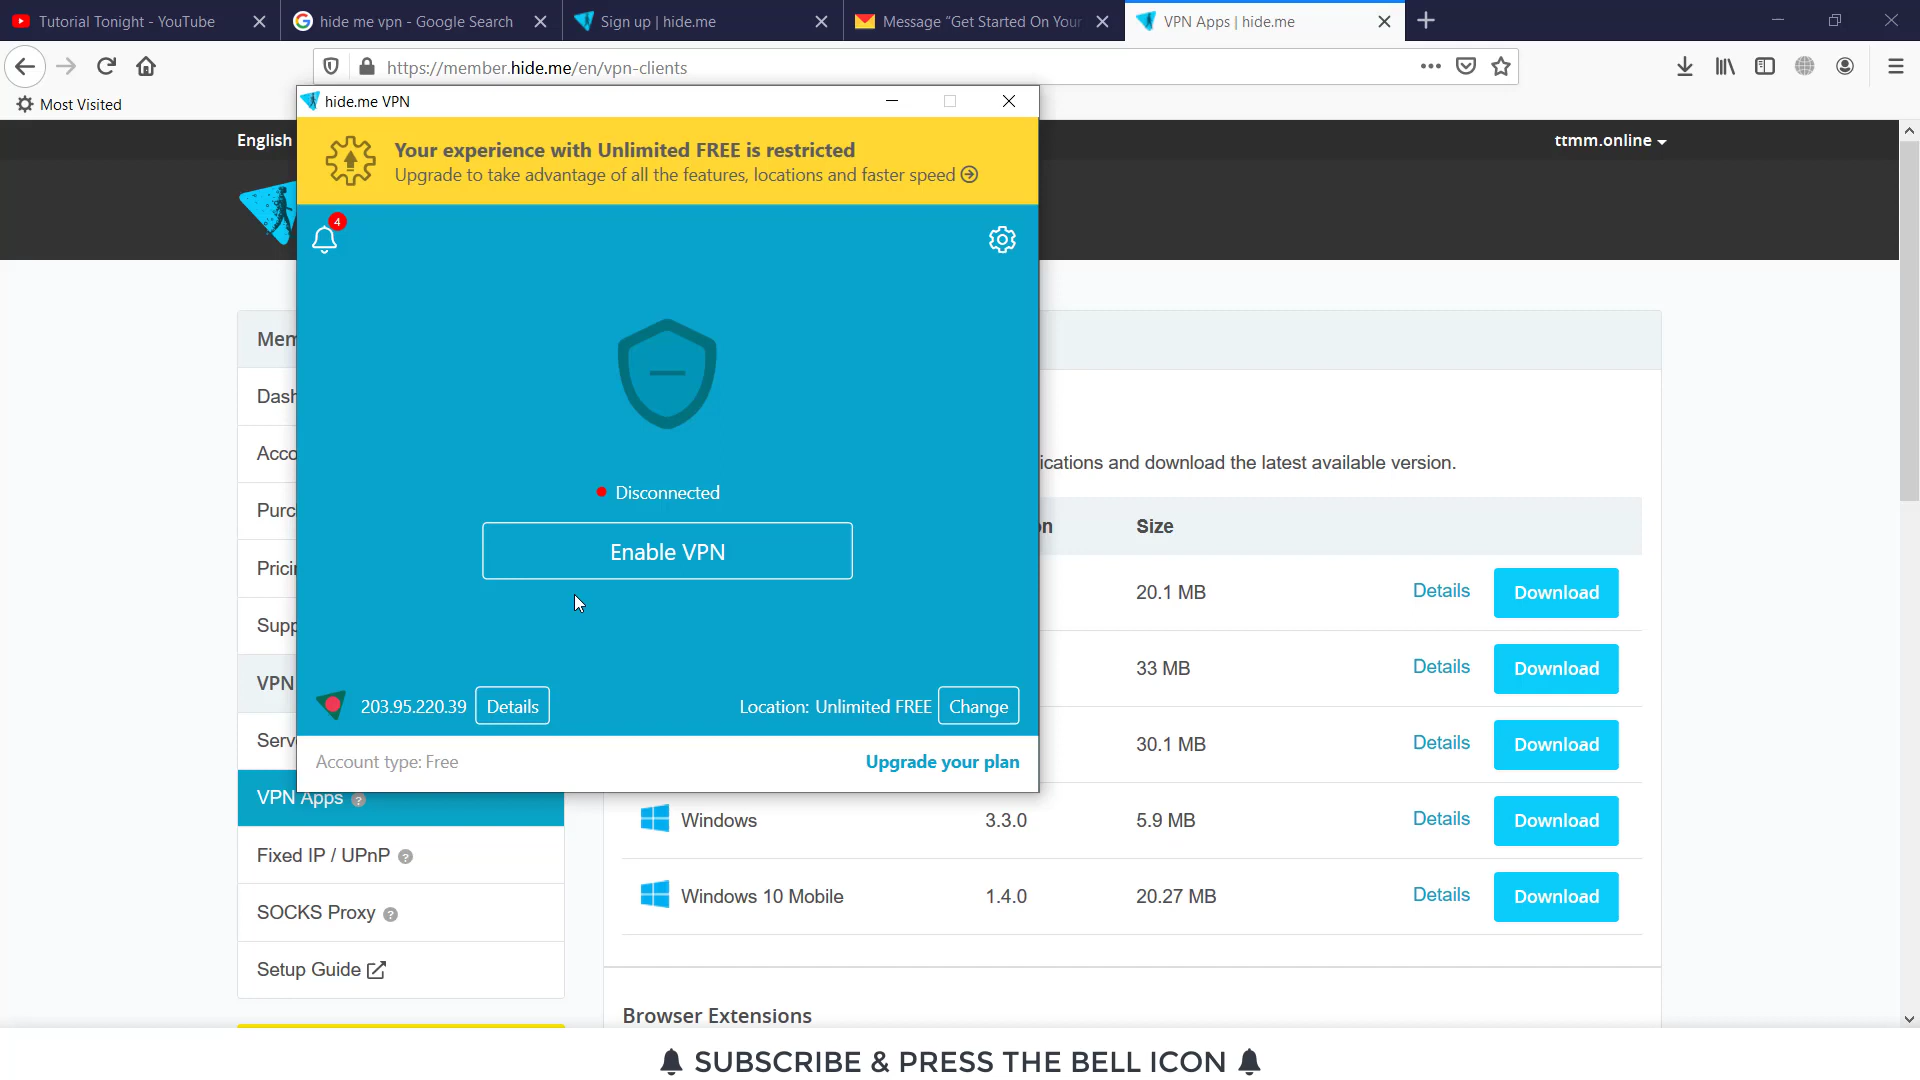 Tutorial Tonight - YouTube
hide me vpn - Google Search
Sign up | hide.me
Message "Get Started On Your
VPN Apps | hide.me
https://member.hide.me/en/vpn-clients
Most Visited
hide.me VPN
English
ttmm.online
Your experience with Unlimited FREE is restricted
Upgrade to take advantage of all the features, locations and faster speed
4
Mem
Dash
Acco
Purc
Prici
Supp
VPN
Serv
ications and download the latest available version.
Disconnected
Enable VPN
on
Size
20.1 MB
Details
Download
33 MB
Details
Download
203.95.220.39
Details
Location: Unlimited FREE
Change
30.1 MB
Details
Download
Account type: Free
Upgrade your plan
VPN Apps ?
Windows
3.3.0
5.9 MB
Details
Download
Fixed IP / UPnP ?
Windows 10 Mobile
1.4.0
20.27 MB
Details
Download
SOCKS Proxy ?
Setup Guide
Browser Extensions
SUBSCRIBE & PRESS THE BELL ICON